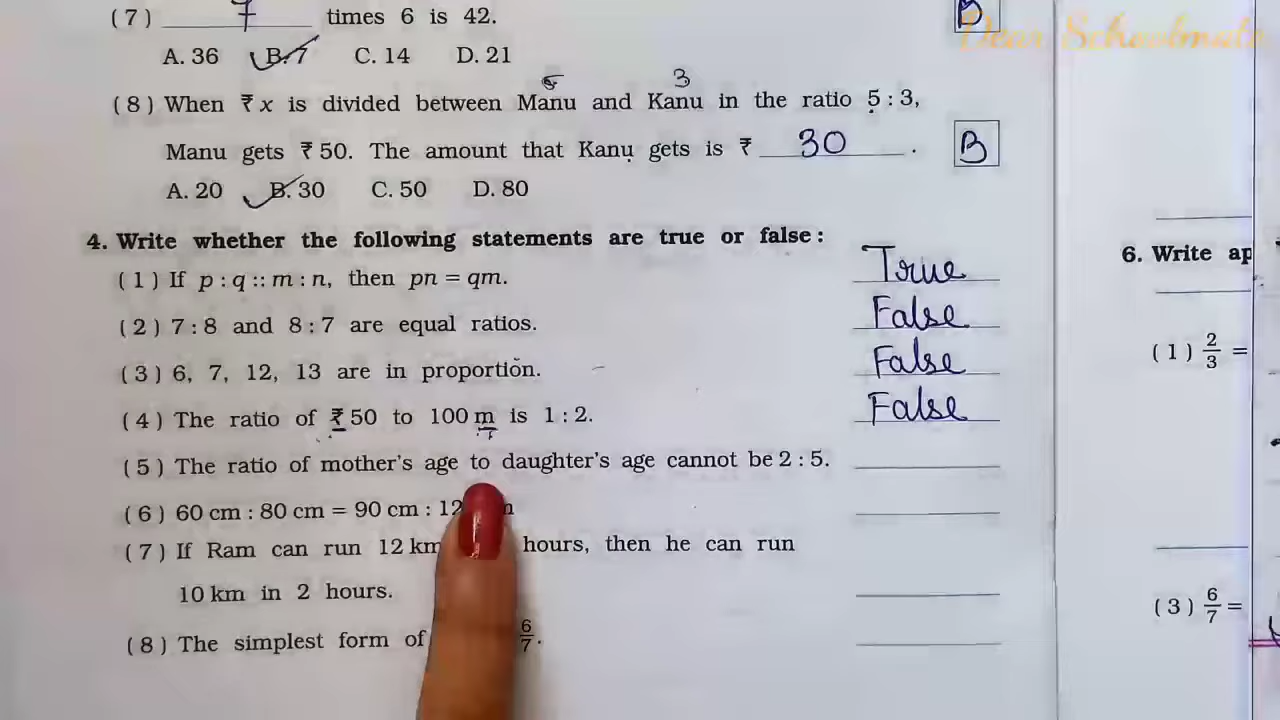 (7) 7 times 6 is 42.
B
Dear Schoolmate
A. 36 B. 7 C. 14 D. 21
5 3
(8) When ₹ x is divided between Manu and Kanu in the ratio 5 : 3,
Manu gets ₹ 50. The amount that Kanu gets is ₹ 30 . B
A. 20 B. 30 C. 50 D. 80
4. Write whether the following statements are true or false :
(1) If p : q :: m : n, then pn = qm. True
(2) 7 : 8 and 8 : 7 are equal ratios. False
(3) 6, 7, 12, 13 are in proportion. False
(4) The ratio of ₹ 50 to 100 m is 1 : 2. False
(5) The ratio of mother's age to daughter's age cannot be 2 : 5.
(6) 60 cm : 80 cm = 90 cm : 12
(7) If Ram can run 12 km hours, then he can run
10 km in 2 hours.
(8) The simplest form of 6/7.
6. Write ap
(1) 2/3 =
(3) 6/7 =